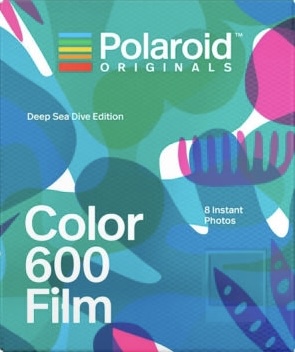 Polaroid™
ORIGINALS
Deep Sea Dive Edition
8 Instant
Photos
Color
600
Film